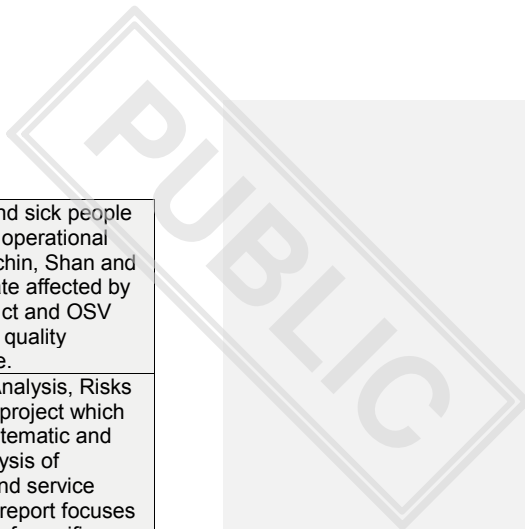 PUBLIC
nd sick people
operational
chin, Shan and
te affected by
ct and OSV
quality
e.
nalysis, Risks
project which
tematic and
ysis of
nd service
report focuses